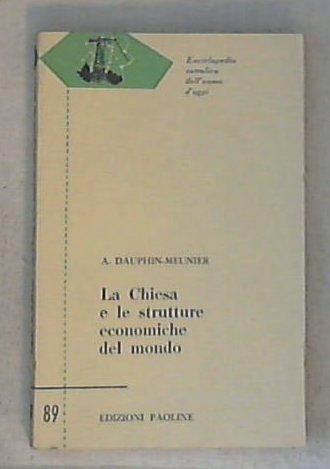 Enciclopedia
cattolica
dell'uomo
d'oggi
A. DAUPHIN-MEUNIER
La Chiesa
e le strutture
economiche
del mondo
89
EDIZIONI PAOLINE